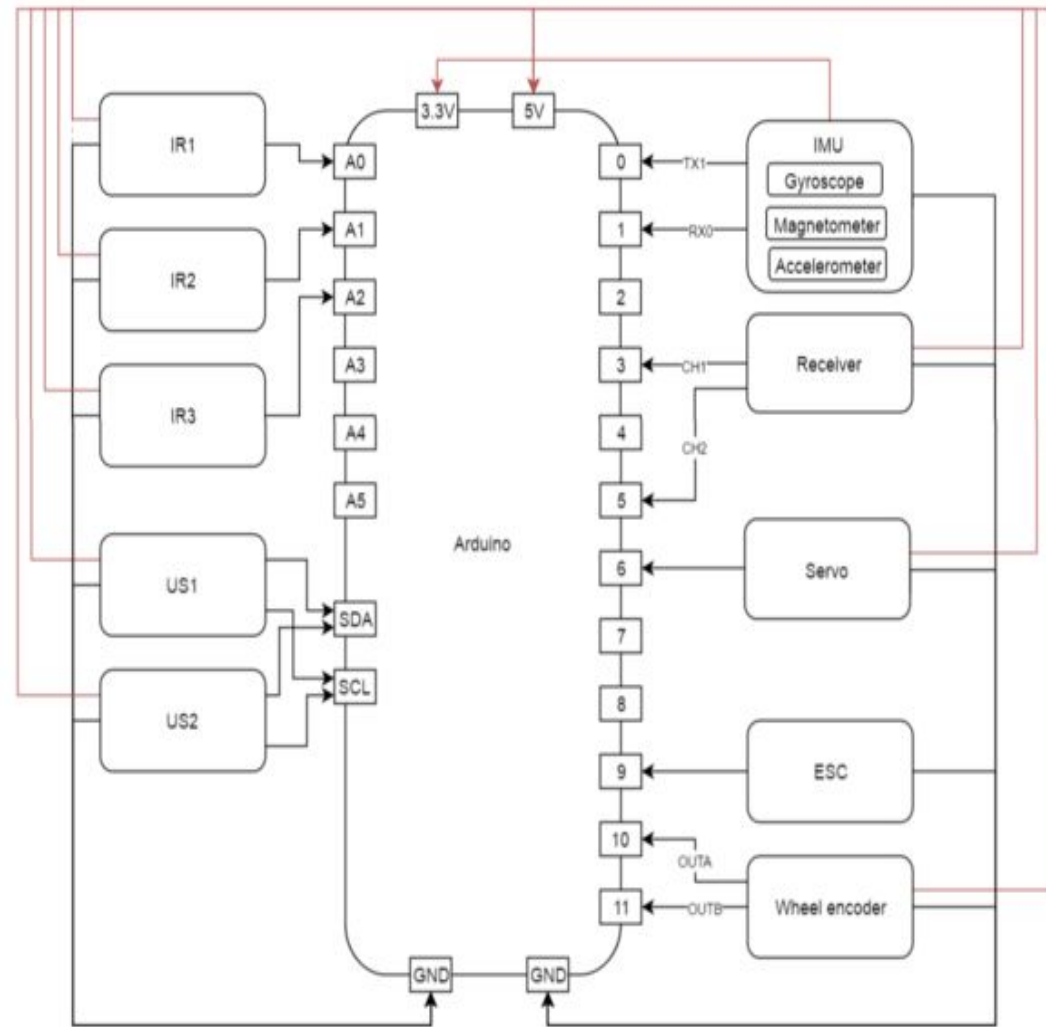 3.3V
5V
IR1
A0
0
TX1
IMU
Gyroscope
Magnetometer
Accelerometer
A1
1
RX0
IR2
A2
2
IR3
A3
3
CH1
Receiver
A4
4
CH2
A5
5
Arduino
US1
6
Servo
SDA
7
US2
SCL
8
9
ESC
10
OUTA
11
OUTB
Wheel encoder
GND
GND